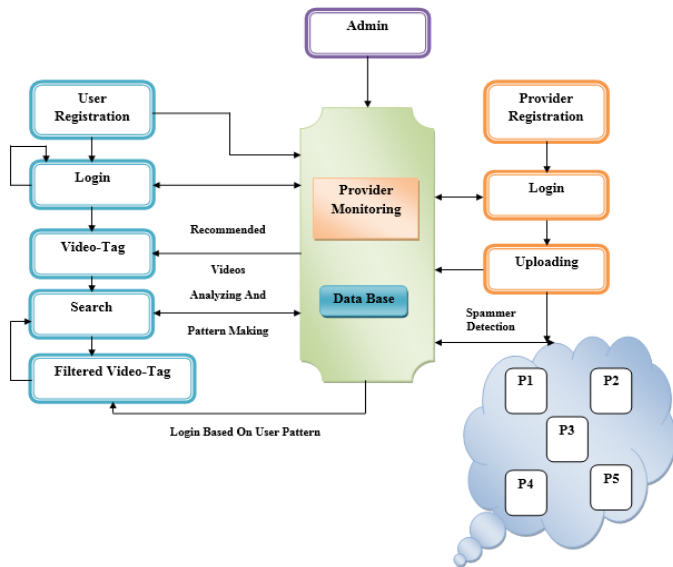 Admin
User
Registration
Login
Video-Tag
Search
Filtered Video-Tag
Recommended
Videos
Analyzing And
Pattern Making
Login Based On User Pattern
Provider
Monitoring
Data Base
Provider
Registration
Login
Uploading
Spammer
Detection
P1
P2
P3
P4
P5